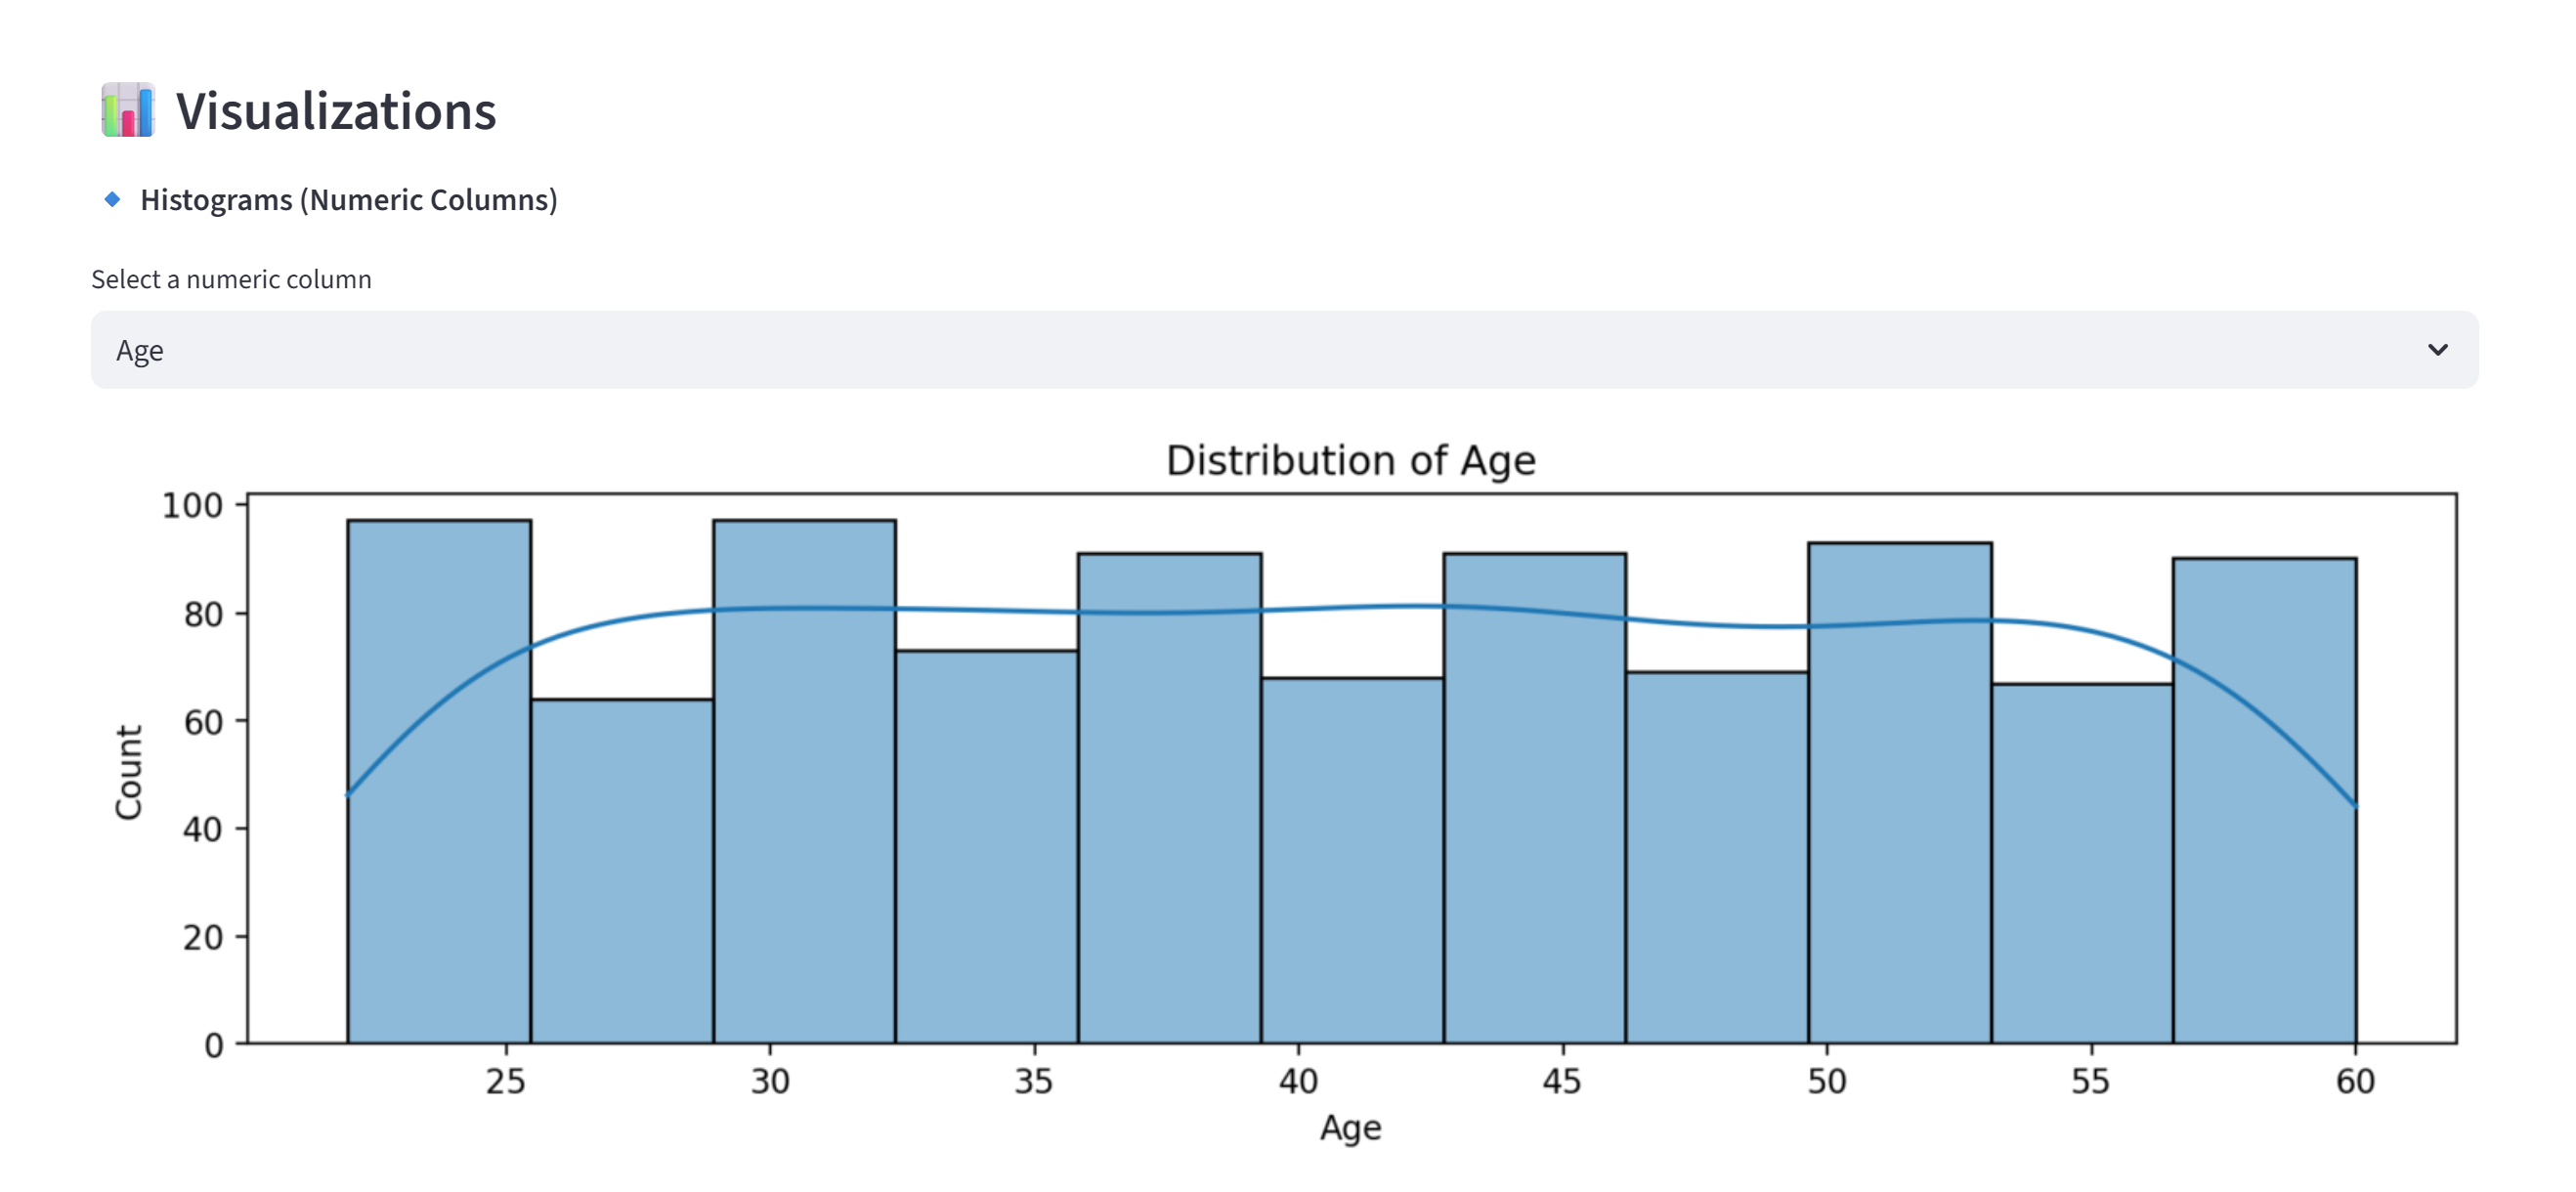 Visualizations
Histograms (Numeric Columns)
Select a numeric column
Age
Distribution of Age
100
80
60
40
20
0
Count
25 30 35 40 45 50 55 60
Age